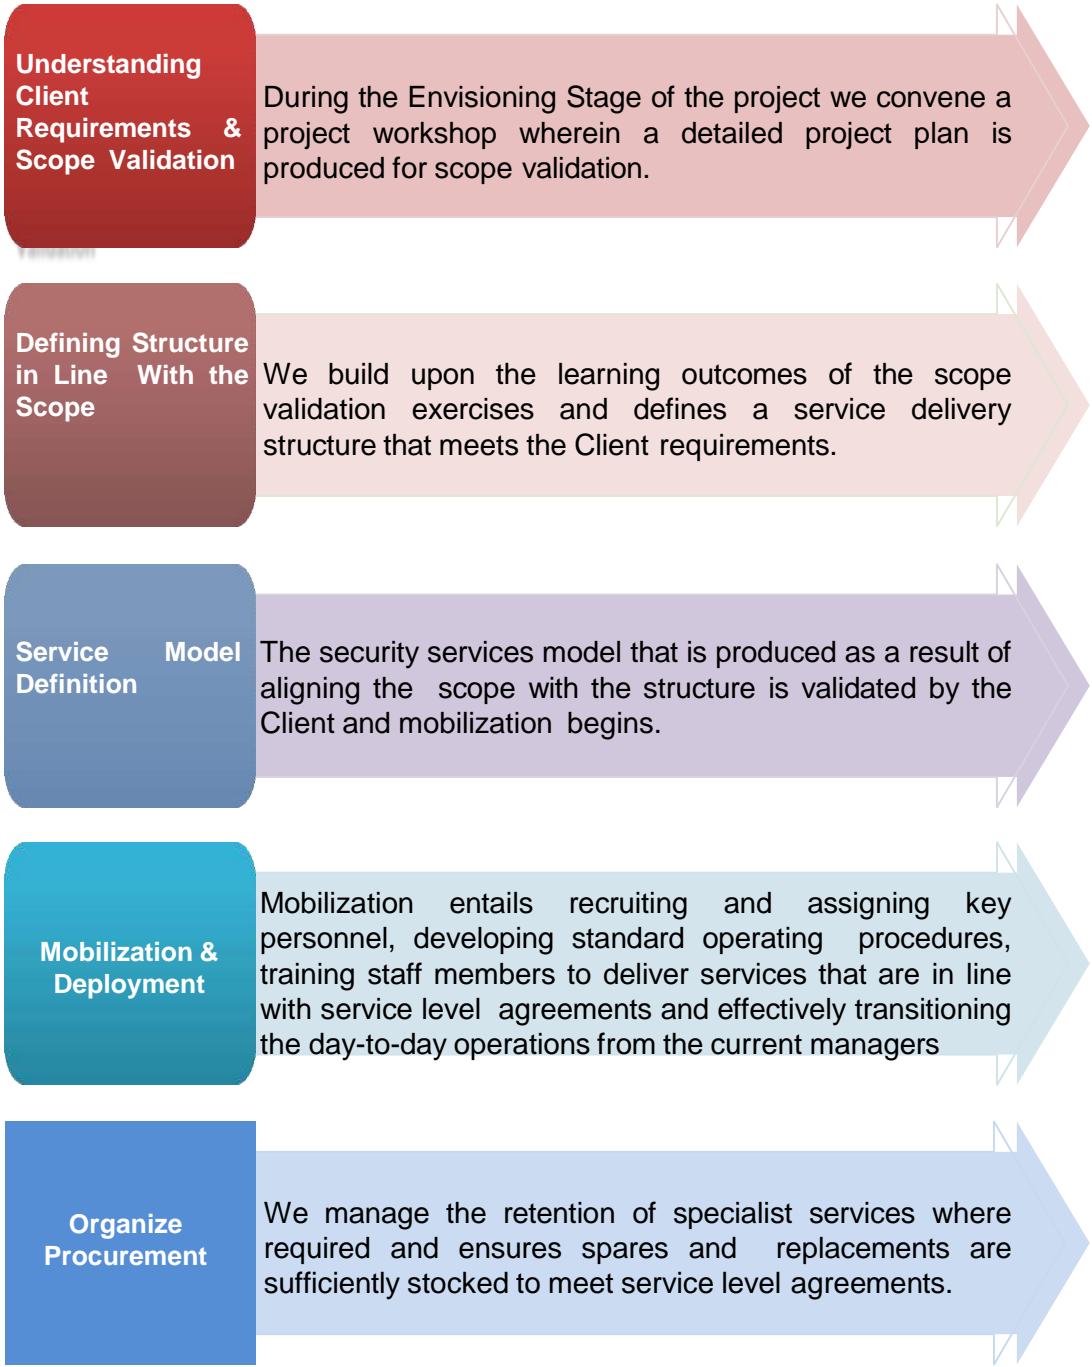 Understanding
Client
Requirements &
Scope Validation
During the Envisioning Stage of the project we convene a
project workshop wherein a detailed project plan is
produced for scope validation.
Validation
Defining Structure
in Line With the
Scope
We build upon the learning outcomes of the scope
validation exercises and defines a service delivery
structure that meets the Client requirements.
Service Model
Definition
The security services model that is produced as a result of
aligning the scope with the structure is validated by the
Client and mobilization begins.
Mobilization &
Deployment
Mobilization entails recruiting and assigning key
personnel, developing standard operating procedures,
training staff members to deliver services that are in line
with service level agreements and effectively transitioning
the day-to-day operations from the current managers
Organize
Procurement
We manage the retention of specialist services where
required and ensures spares and replacements are
sufficiently stocked to meet service level agreements.